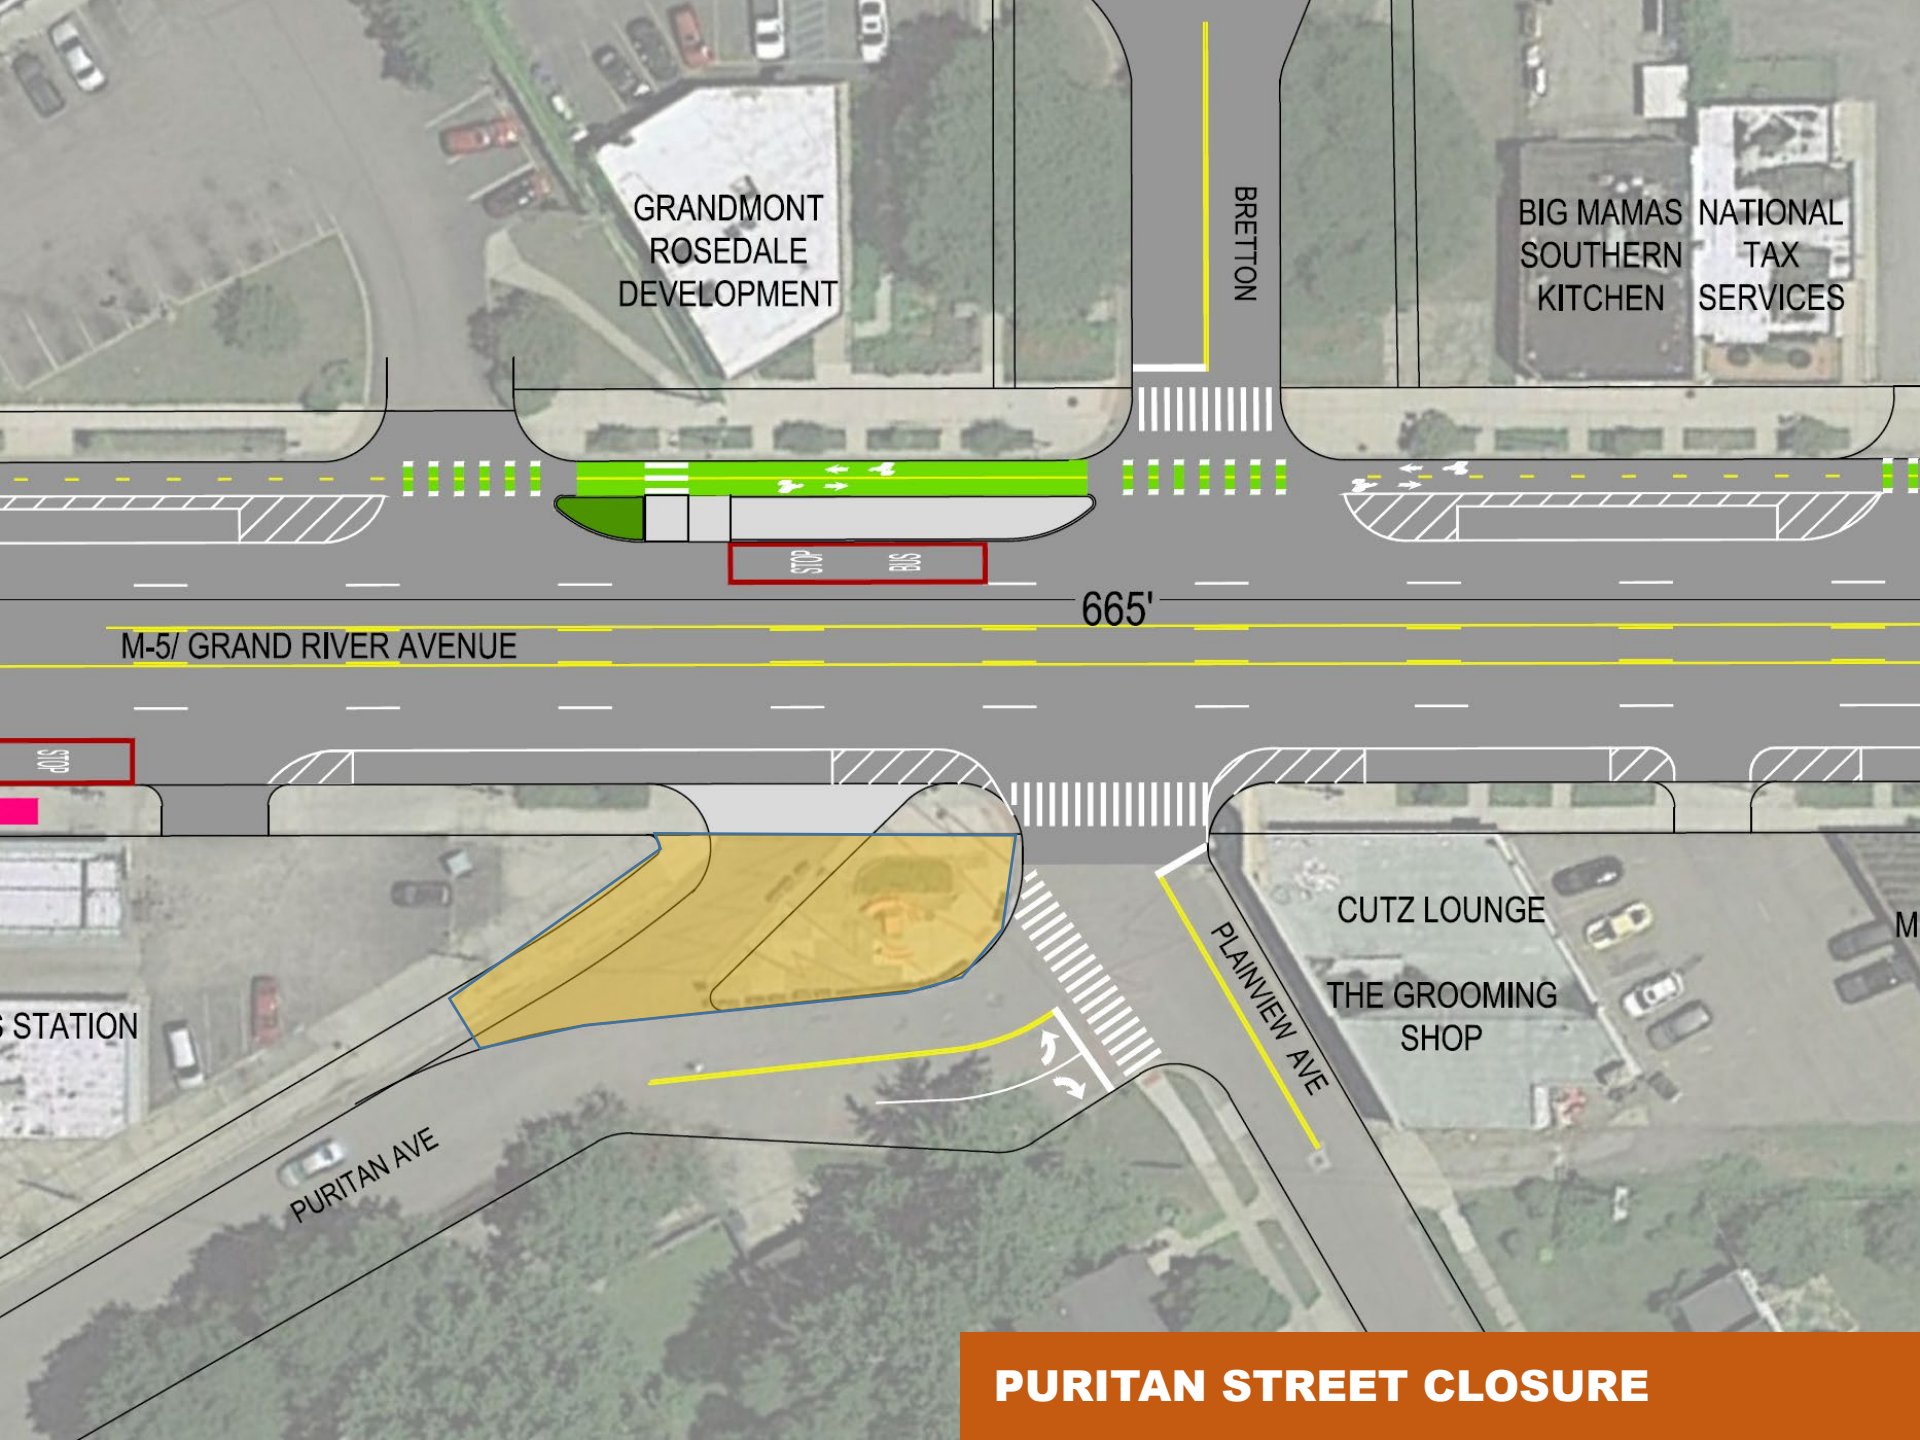 GRANDMONT
ROSEDALE
DEVELOPMENT
BRETTON
BIG MAMAS
SOUTHERN
KITCHEN
NATIONAL
TAX
SERVICES
STOP
BUS
665'
M-5/ GRAND RIVER AVENUE
STOP
CUTZ LOUNGE
THE GROOMING
SHOP
PLAINVIEW AVE
M
S STATION
PURITAN AVE
PURITAN STREET CLOSURE